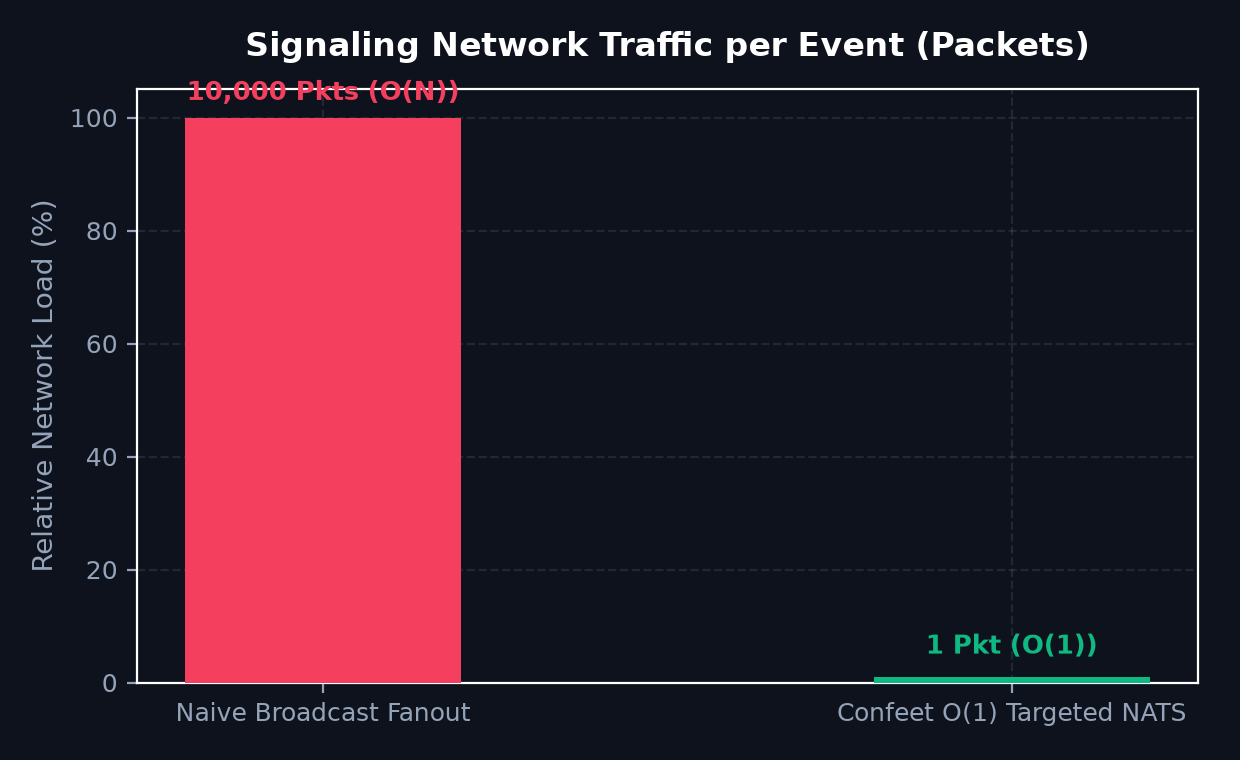 Signaling Network Traffic per Event (Packets)
10,000 Pkts (O(N))
100
80
60
40
20
0
Relative Network Load (%)
1 Pkt (O(1))
Naive Broadcast Fanout
Confeet O(1) Targeted NATS